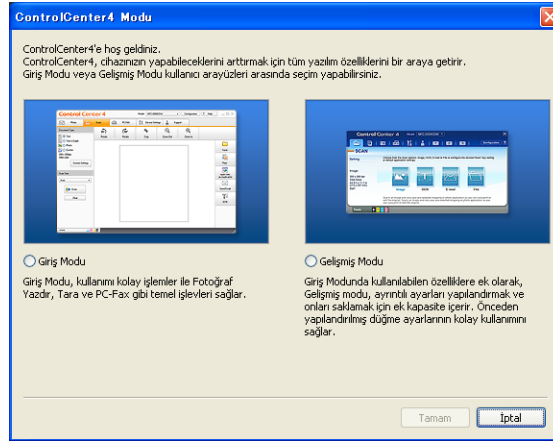 ControlCenter4 Modu
ControlCenter4'e hoş geldiniz.
ControlCenter4, cihazınızın yapabileceklerini arttırmak için tüm yazılım özelliklerini bir araya getirir.
Giriş Modu veya Gelişmiş Modu kullanıcı arayüzleri arasında seçim yapabilirsiniz.
Control Center 4
ControlCenter 4
SCAN
Giriş Modu
Giriş Modu, kullanımı kolay işlemler ile Fotoğraf
Yazdır, Tara ve PC-Fax gibi temel işlevleri sağlar.
Gelişmiş Modu
Giriş Modunda kullanılabilen özelliklere ek olarak,
Gelişmiş modu, ayrıntılı ayarları yapılandırmak ve
onları saklamak için ek kapasite içerir. Önceden
yapılandırılmış düğme ayarlarının kolay kullanımını
sağlar.
Tamam
İptal